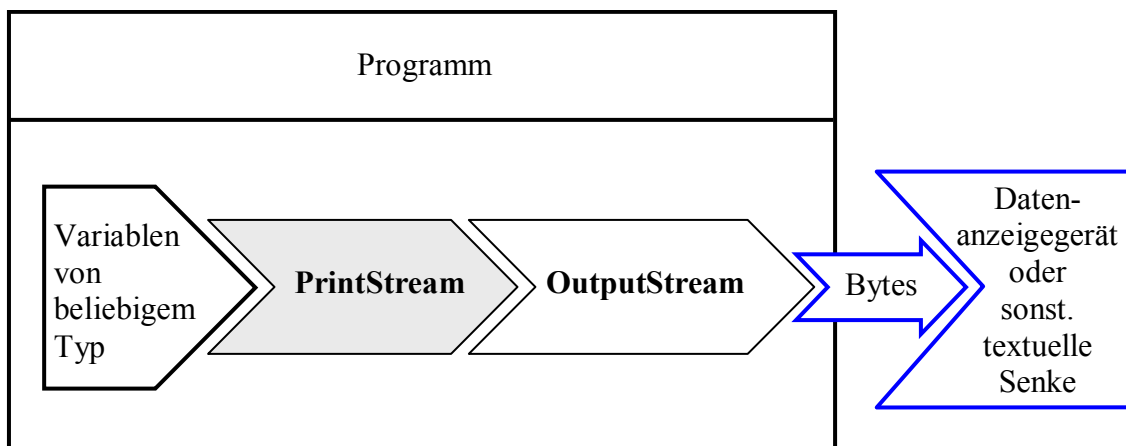 Programm
Variablen
von
beliebigem
Typ
PrintStream
OutputStream
Bytes
Daten-
anzeigegerät
oder
sonst.
textuelle
Senke